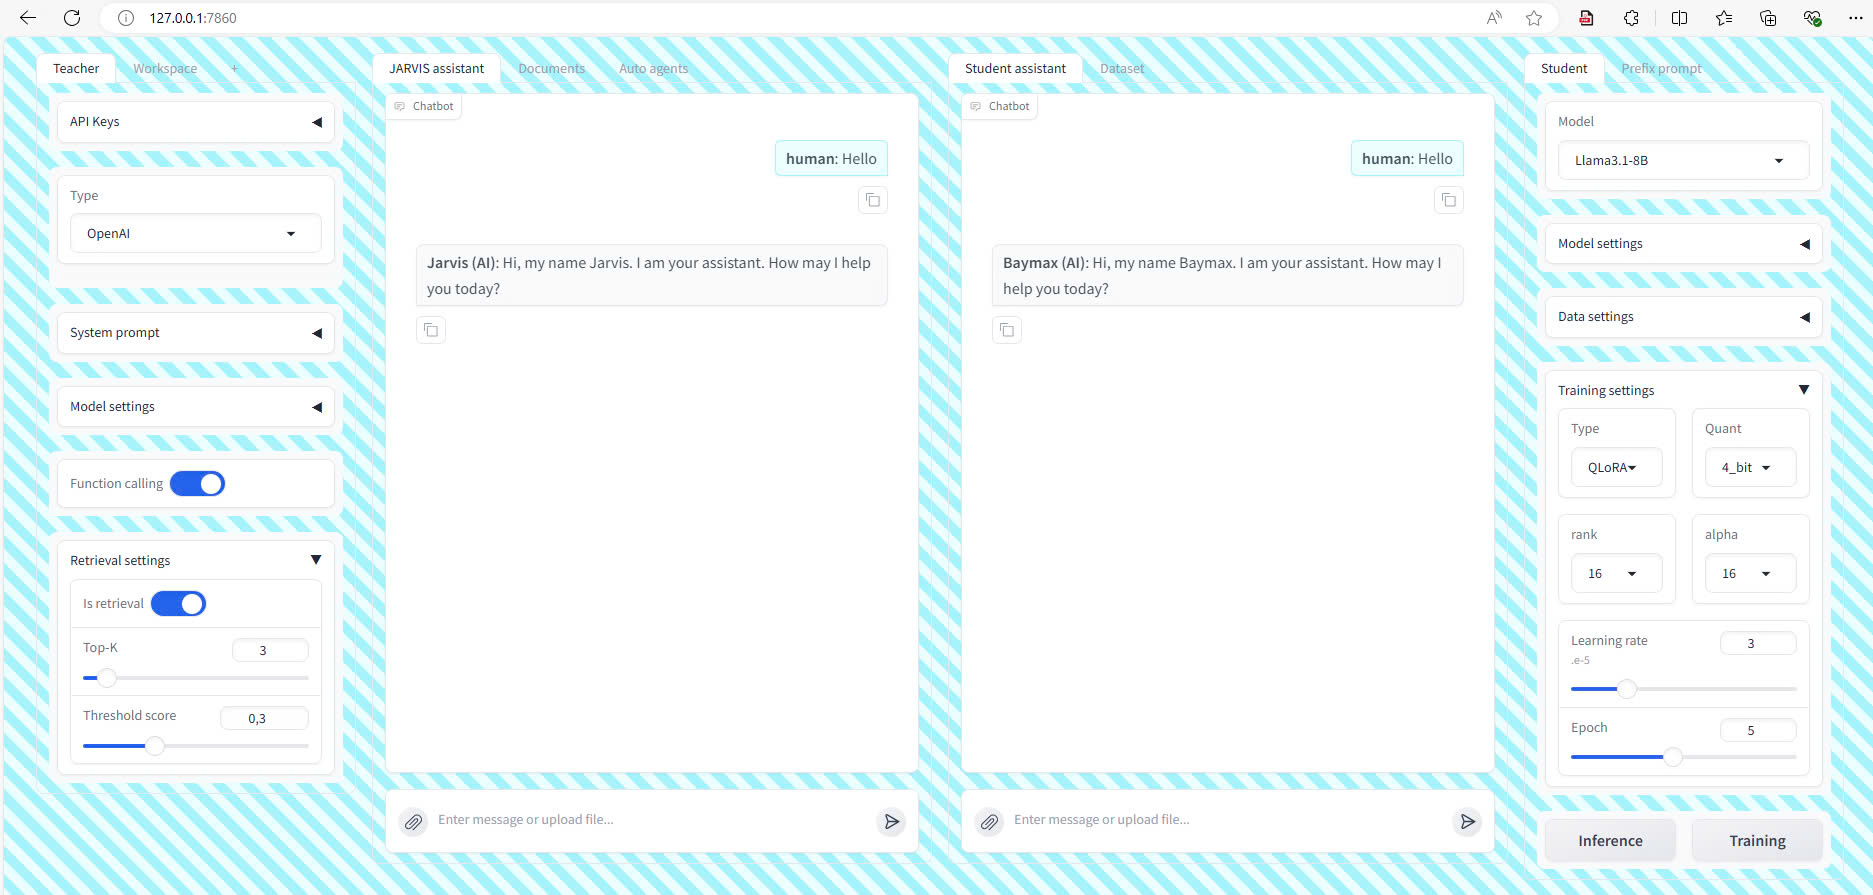 127.0.0.1:7860
Teacher
Workspace
+
API Keys
Type
OpenAI
System prompt
Model settings
Function calling
Retrieval settings
Is retrieval
Top-K
3
Threshold score
0,3
JARVIS assistant
Documents
Auto agents
Chatbot
human: Hello
Jarvis (AI): Hi, my name Jarvis. I am your assistant. How may I help
you today?
Enter message or upload file...
Student assistant
Dataset
Chatbot
human: Hello
Baymax (AI): Hi, my name Baymax. I am your assistant. How may I
help you today?
Enter message or upload file...
Student
Prefix prompt
Model
Llama3.1-8B
Model settings
Data settings
Training settings
Type
Quant
QLoRA
4_bit
rank
alpha
16
16
Learning rate
3
.e-5
Epoch
5
Inference
Training